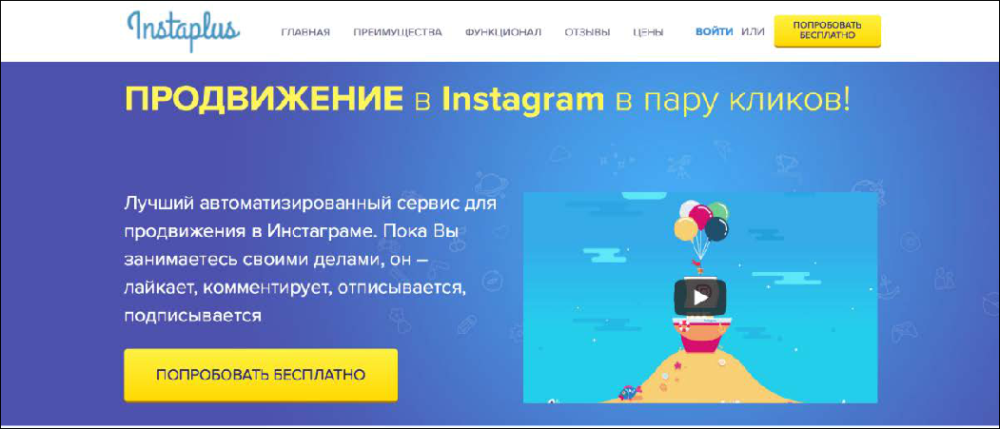 Instaplus
ГЛАВНАЯ ПРЕИМУЩЕСТВА ФУНКЦИОНАЛ ОТЗЫВЫ ЦЕНЫ ВОЙТИ ИЛИ
ПОПРОБОВАТЬ
БЕСПЛАТНО
ПРОДВИЖЕНИЕ в Instagram в пару кликов!
Лучший автоматизированный сервис для
продвижения в Инстаграме. Пока Вы
занимаетесь своими делами, он –
лайкает, комментирует, отписывается,
подписывается
ПОПРОБОВАТЬ БЕСПЛАТНО